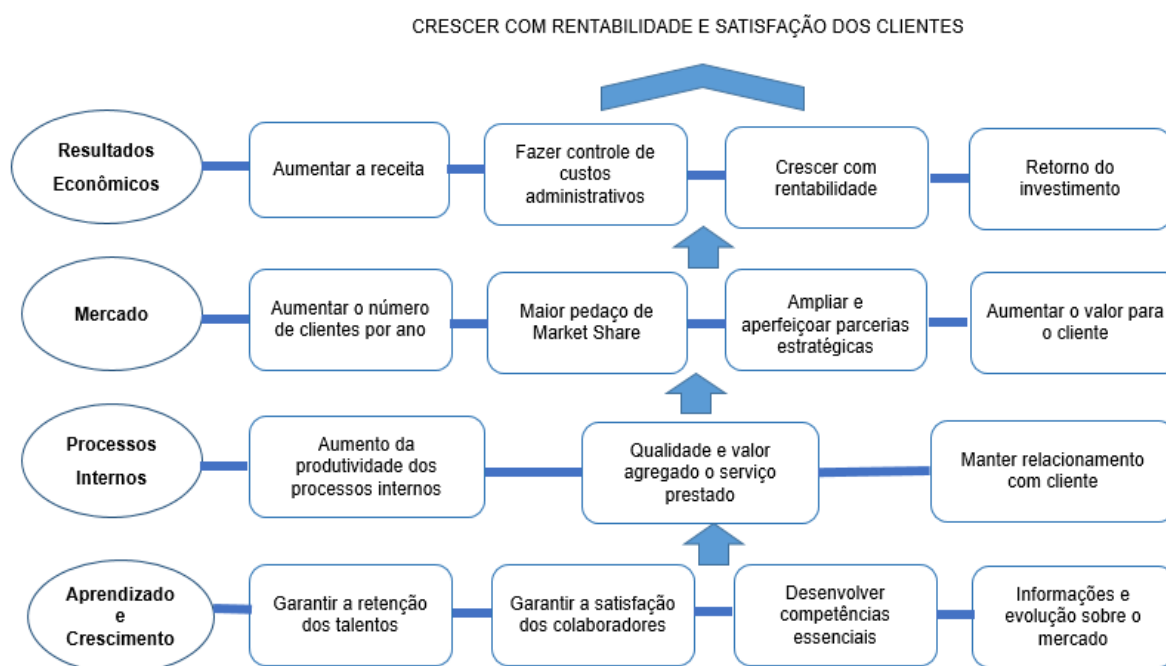 CRESCER COM RENTABILIDADE E SATISFAÇÃO DOS CLIENTES
Resultados
Econômicos
Aumentar a receita
Fazer controle de
custos
administrativos
Crescer com
rentabilidade
Retorno do
investimento
Mercado
Aumentar o número
de clientes por ano
Maior pedaço de
Market Share
Ampliar e
aperfeiçoar parcerias
estratégicas
Aumentar o valor para
o cliente
Processos
Internos
Aumento da
produtividade dos
processos internos
Qualidade e valor
agregado o serviço
prestado
Manter relacionamento
com cliente
Aprendizado
e
Crescimento
Garantir a retenção
dos talentos
Garantir a satisfação
dos colaboradores
Desenvolver
competências
essenciais
Informações e
evolução sobre o
mercado